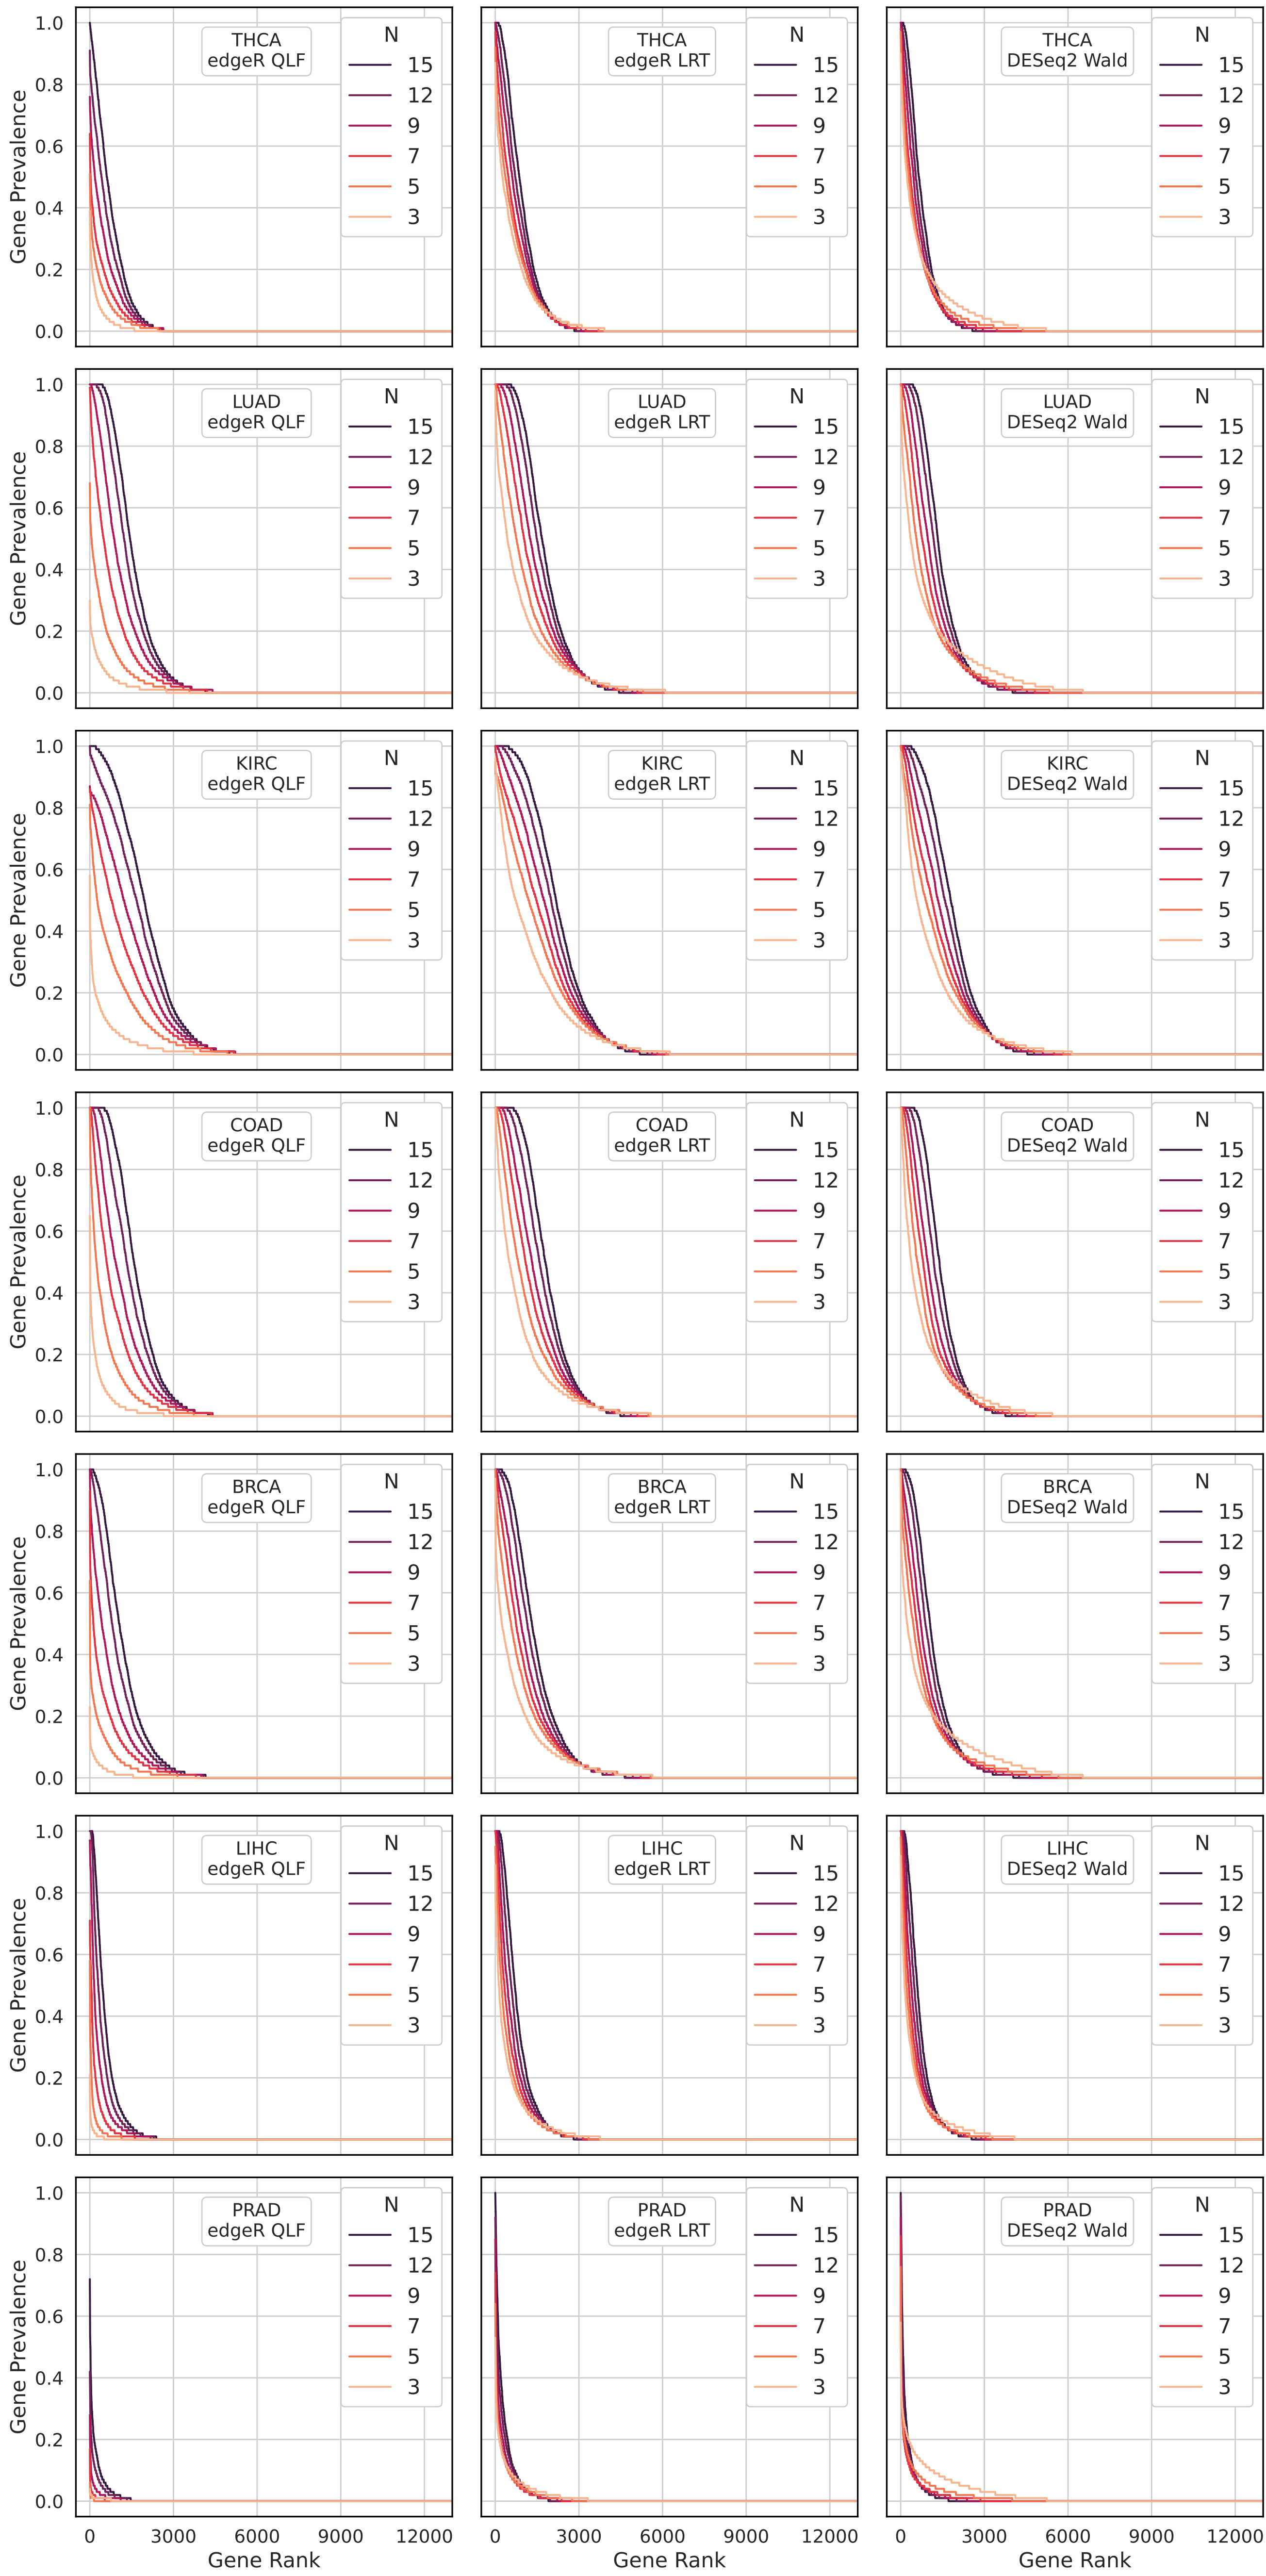 Gene Prevalence
1.0
0.8
0.6
0.4
0.2
0.0
THCA
edgeR QLF
N
15
12
9
7
5
3
THCA
edgeR LRT
N
15
12
9
7
5
3
THCA
DESeq2 Wald
N
15
12
9
7
5
3
Gene Prevalence
1.0
0.8
0.6
0.4
0.2
0.0
LUAD
edgeR QLF
N
15
12
9
7
5
3
LUAD
edgeR LRT
N
15
12
9
7
5
3
LUAD
DESeq2 Wald
N
15
12
9
7
5
3
Gene Prevalence
1.0
0.8
0.6
0.4
0.2
0.0
KIRC
edgeR QLF
N
15
12
9
7
5
3
KIRC
edgeR LRT
N
15
12
9
7
5
3
KIRC
DESeq2 Wald
N
15
12
9
7
5
3
Gene Prevalence
1.0
0.8
0.6
0.4
0.2
0.0
COAD
edgeR QLF
N
15
12
9
7
5
3
COAD
edgeR LRT
N
15
12
9
7
5
3
COAD
DESeq2 Wald
N
15
12
9
7
5
3
Gene Prevalence
1.0
0.8
0.6
0.4
0.2
0.0
BRCA
edgeR QLF
N
15
12
9
7
5
3
BRCA
edgeR LRT
N
15
12
9
7
5
3
BRCA
DESeq2 Wald
N
15
12
9
7
5
3
Gene Prevalence
1.0
0.8
0.6
0.4
0.2
0.0
LIHC
edgeR QLF
N
15
12
9
7
5
3
LIHC
edgeR LRT
N
15
12
9
7
5
3
LIHC
DESeq2 Wald
N
15
12
9
7
5
3
Gene Prevalence
1.0
0.8
0.6
0.4
0.2
0.0
PRAD
edgeR QLF
N
15
12
9
7
5
3
PRAD
edgeR LRT
N
15
12
9
7
5
3
PRAD
DESeq2 Wald
N
15
12
9
7
5
3
0 3000 6000 9000 12000
0 3000 6000 9000 12000
0 3000 6000 9000 12000
Gene Rank
Gene Rank
Gene Rank